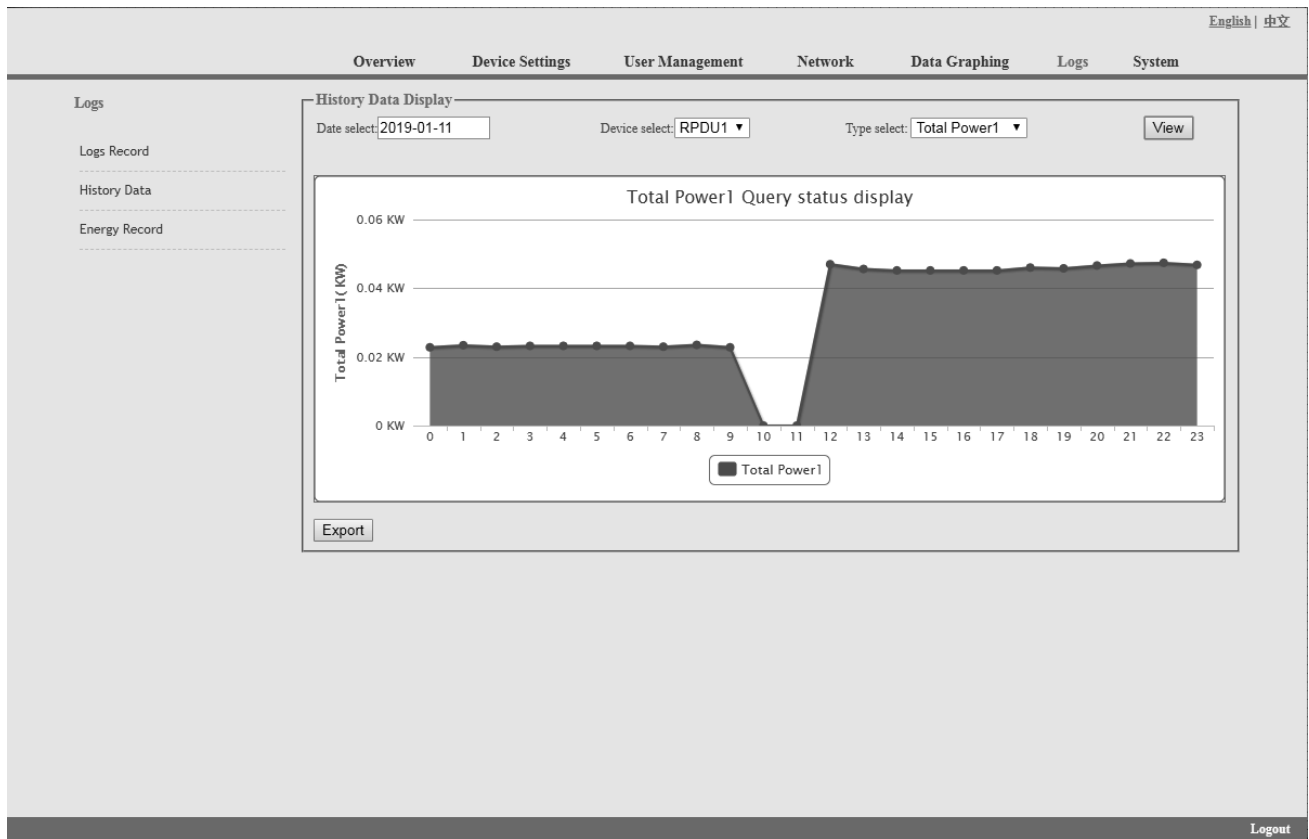 English | 中文
Overview Device Settings User Management Network Data Graphing Logs System
Logs
Logs Record
History Data
Energy Record
History Data Display
Date select: 2019-01-11 Device select: RPDU1 ▼ Type select: Total Power1 ▼ View
Total Power1 Query status display
Total Power1( KW)
0.06 KW
0.04 KW
0.02 KW
0 KW
0 1 2 3 4 5 6 7 8 9 10 11 12 13 14 15 16 17 18 19 20 21 22 23
Total Power1
Export
Logout